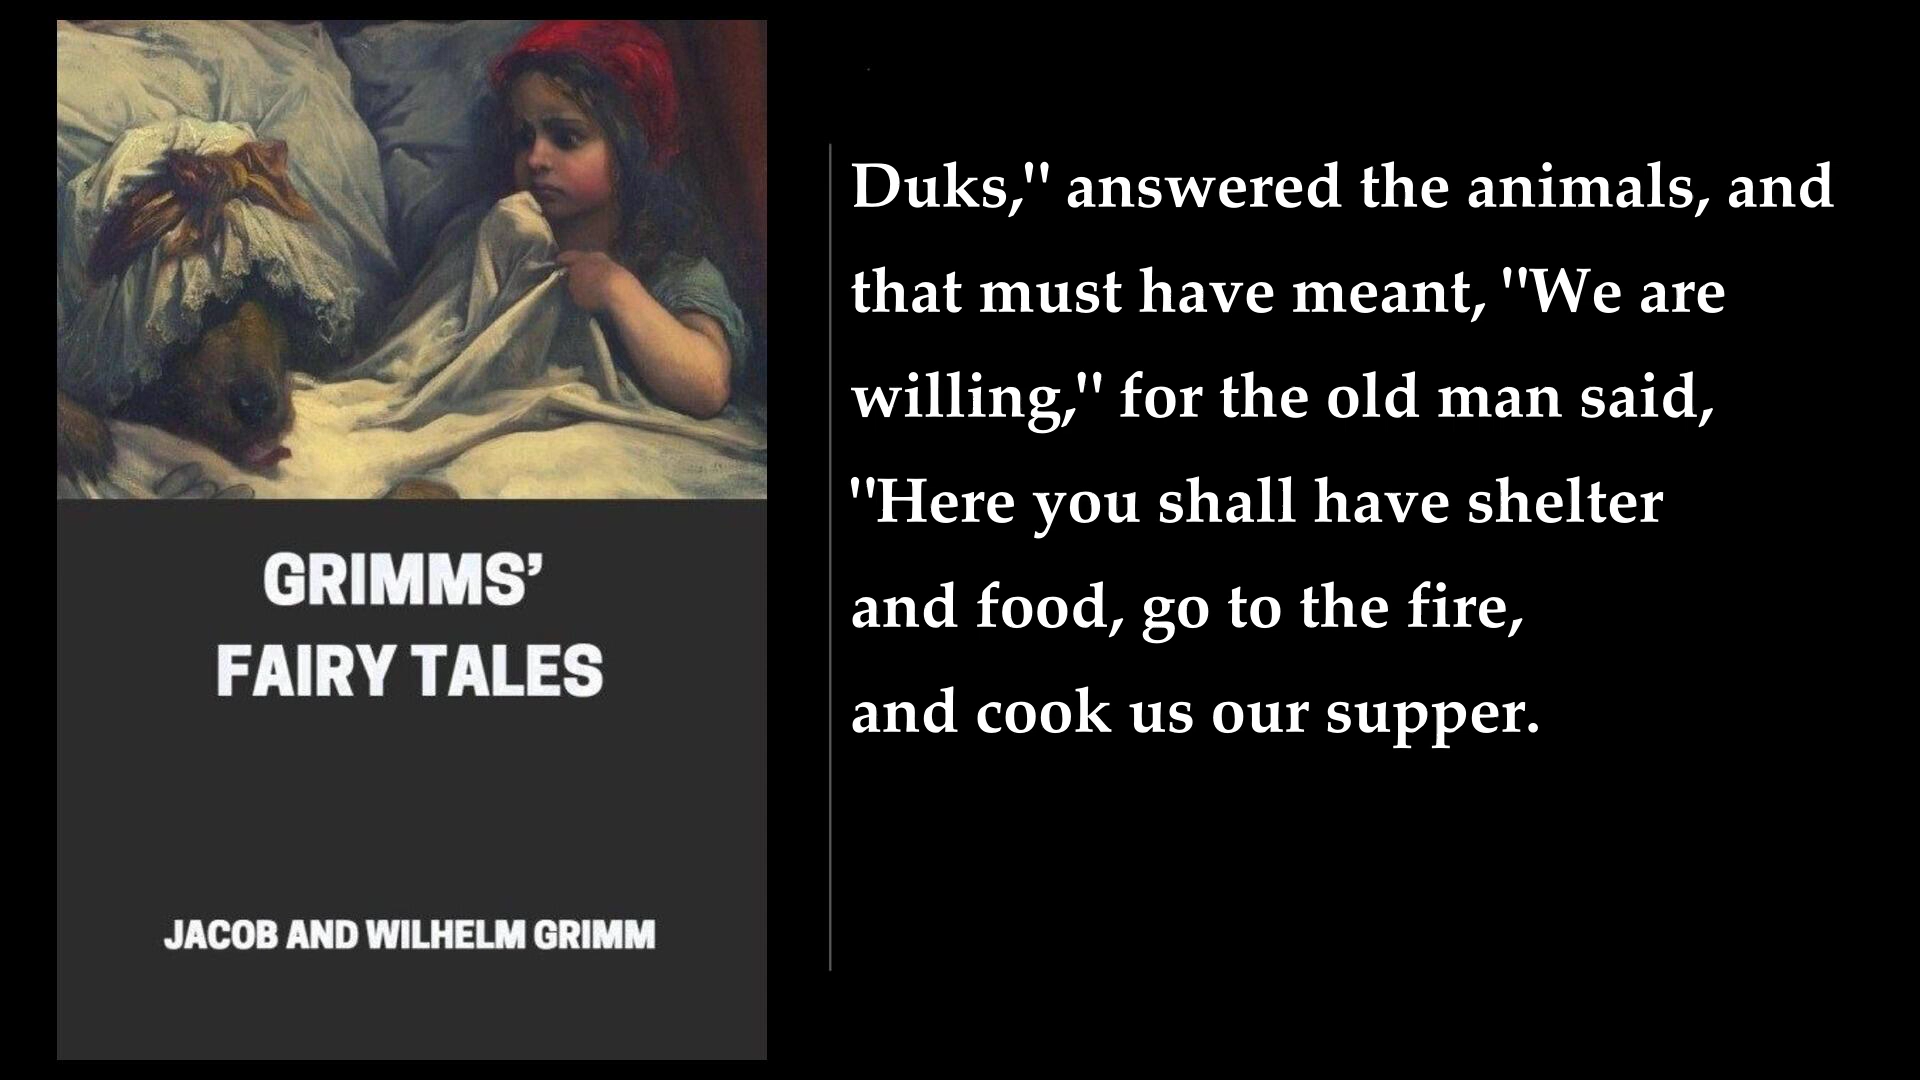 GRIMMS’
FAIRY TALES
JACOB AND WILHELM GRIMM
Duks," answered the animals, and
that must have meant, "We are
willing," for the old man said,
"Here you shall have shelter
and food, go to the fire,
and cook us our supper.